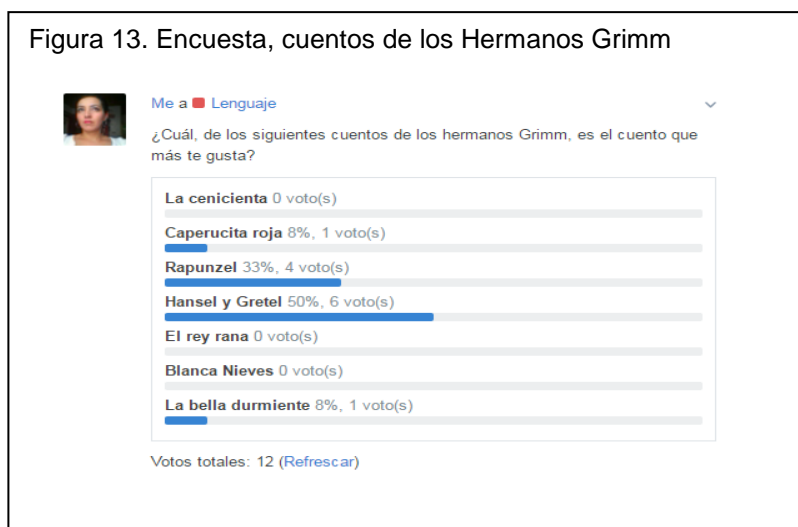 Figura 13. Encuesta, cuentos de los Hermanos Grimm
Me a Lenguaje
¿Cuál, de los siguientes cuentos de los hermanos Grimm, es el cuento que
más te gusta?
La cenicienta 0 voto(s)
Caperucita roja 8%, 1 voto(s)
Rapunzel 33%, 4 voto(s)
Hansel y Gretel 50%, 6 voto(s)
El rey rana 0 voto(s)
Blanca Nieves 0 voto(s)
La bella durmiente 8%, 1 voto(s)
Votos totales: 12 (Refrescar)